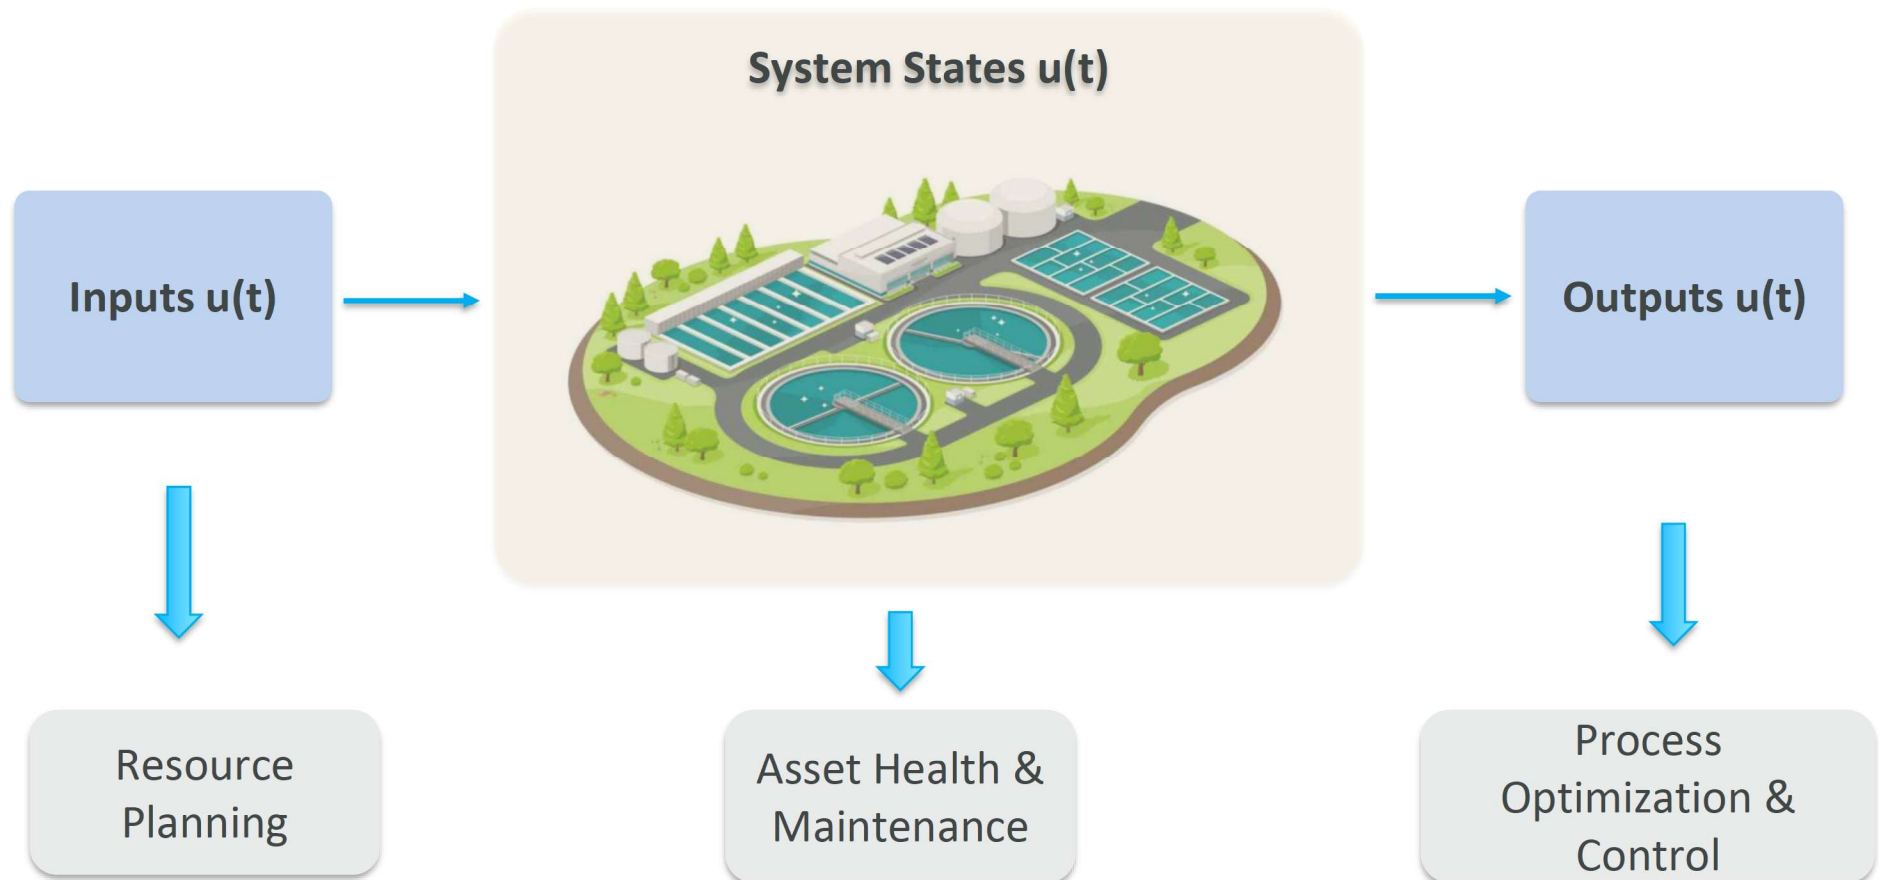 System States u(t)
Inputs u(t)
Outputs u(t)
Resource
Planning
Asset Health &
Maintenance
Process
Optimization &
Control